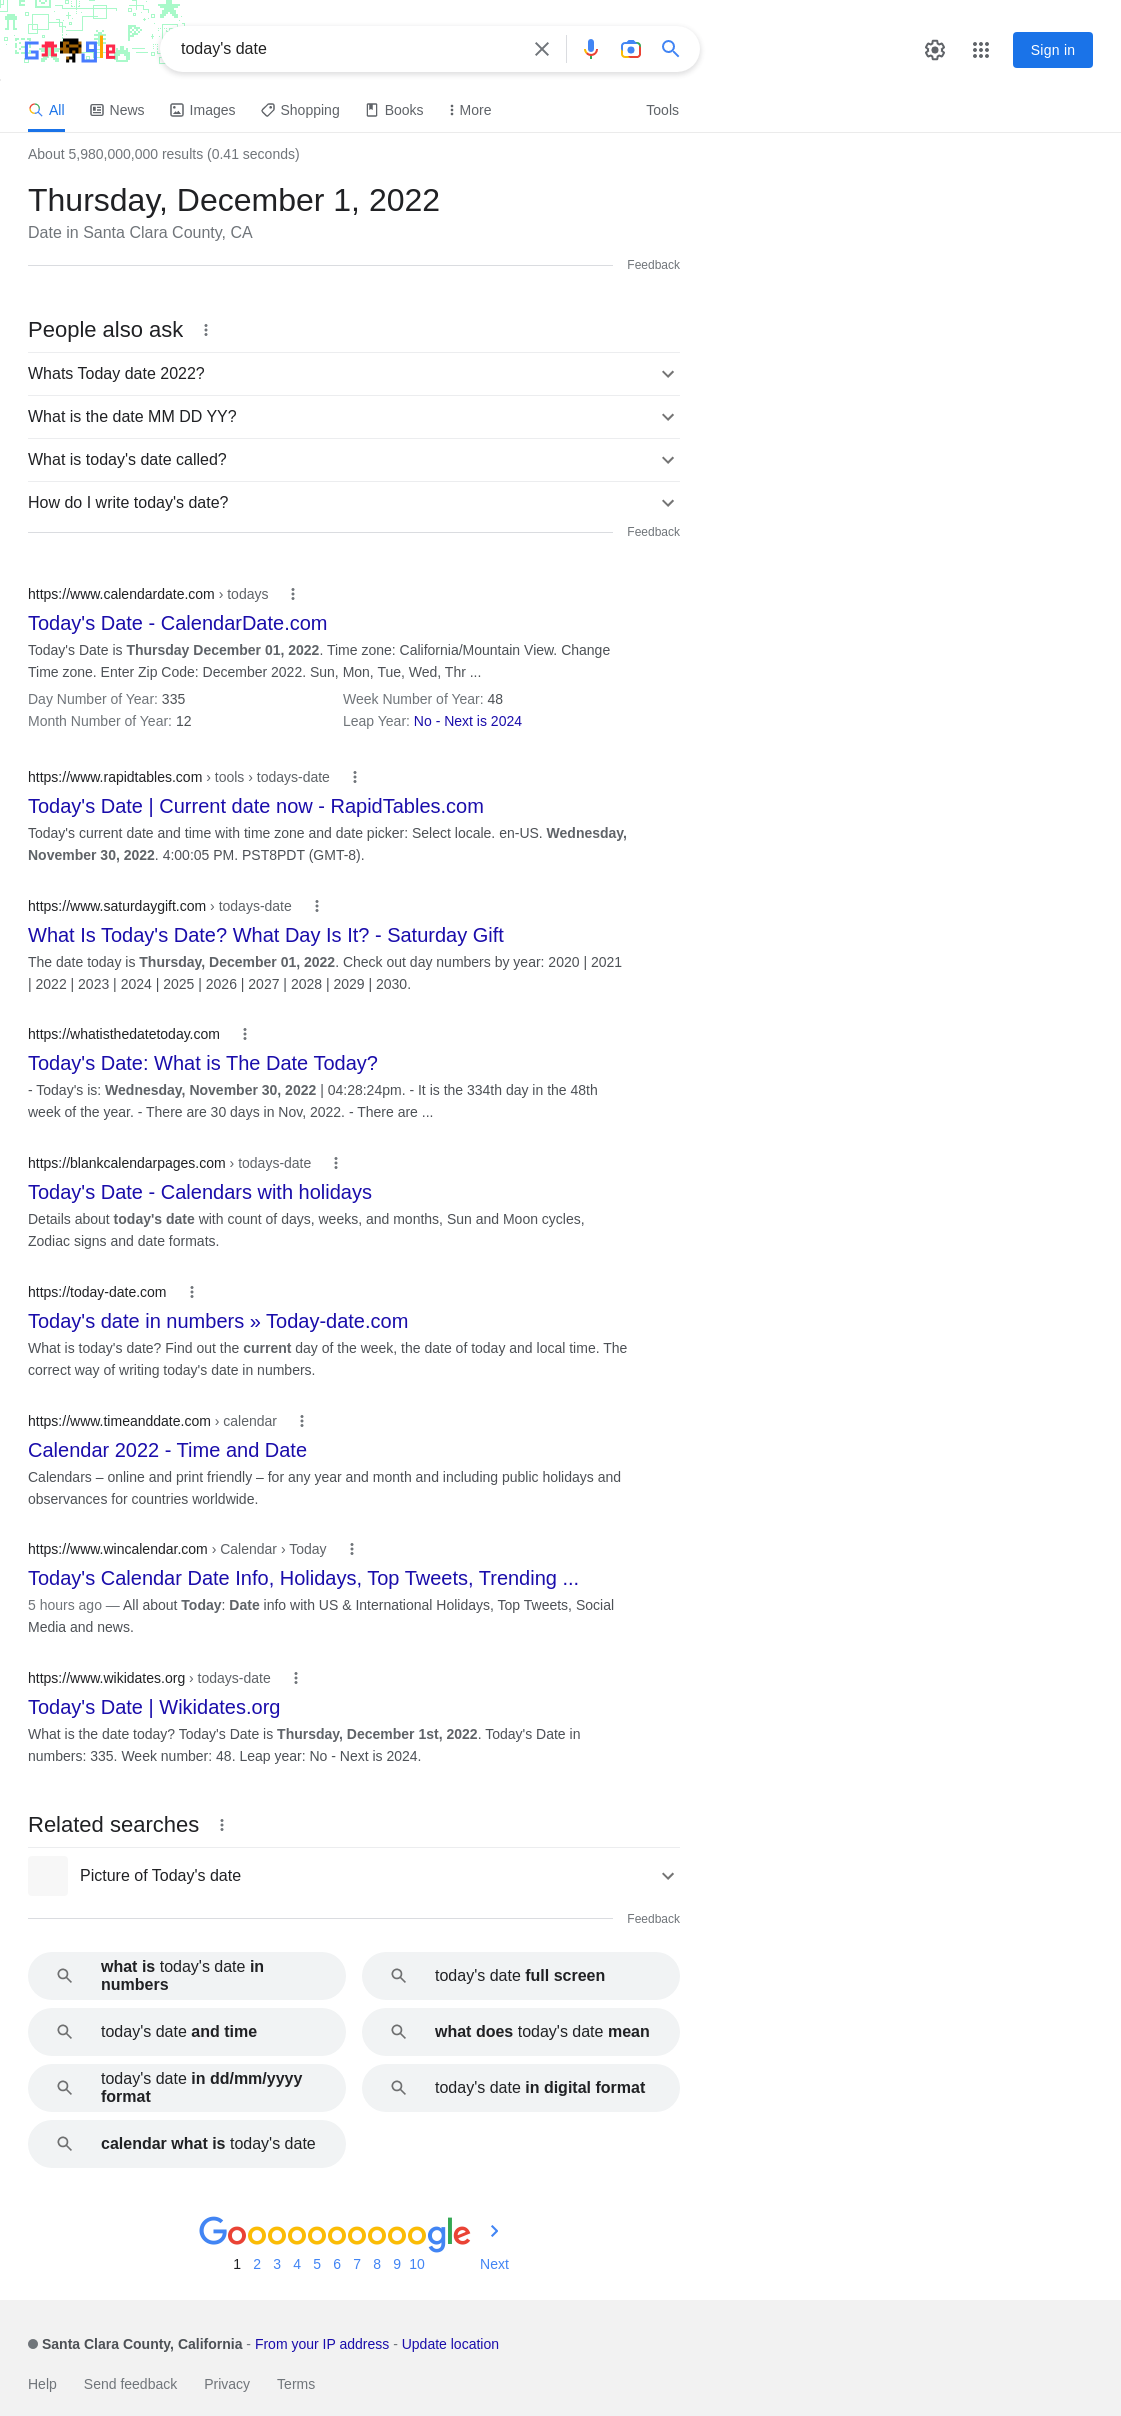 today's date
Sign in
All News Images Shopping Books More Tools
About 5,980,000,000 results (0.41 seconds)
Thursday, December 1, 2022
Date in Santa Clara County, CA
Feedback
People also ask
Whats Today date 2022?
What is the date MM DD YY?
What is today's date called?
How do I write today's date?
Feedback
https://www.calendardate.com › todays
Today's Date - CalendarDate.com
Today's Date is Thursday December 01, 2022. Time zone: California/Mountain View. Change
Time zone. Enter Zip Code: December 2022. Sun, Mon, Tue, Wed, Thr ...
Day Number of Year: 335 Week Number of Year: 48
Month Number of Year: 12 Leap Year: No - Next is 2024
https://www.rapidtables.com › tools › todays-date
Today's Date | Current date now - RapidTables.com
Today's current date and time with time zone and date picker: Select locale. en-US. Wednesday,
November 30, 2022. 4:00:05 PM. PST8PDT (GMT-8).
https://www.saturdaygift.com › todays-date
What Is Today's Date? What Day Is It? - Saturday Gift
The date today is Thursday, December 01, 2022. Check out day numbers by year: 2020 | 2021
| 2022 | 2023 | 2024 | 2025 | 2026 | 2027 | 2028 | 2029 | 2030.
https://whatisthedatetoday.com
Today's Date: What is The Date Today?
- Today's is: Wednesday, November 30, 2022 | 04:28:24pm. - It is the 334th day in the 48th
week of the year. - There are 30 days in Nov, 2022. - There are ...
https://blankcalendarpages.com › todays-date
Today's Date - Calendars with holidays
Details about today's date with count of days, weeks, and months, Sun and Moon cycles,
Zodiac signs and date formats.
https://today-date.com
Today's date in numbers » Today-date.com
What is today's date? Find out the current day of the week, the date of today and local time. The
correct way of writing today's date in numbers.
https://www.timeanddate.com › calendar
Calendar 2022 - Time and Date
Calendars – online and print friendly – for any year and month and including public holidays and
observances for countries worldwide.
https://www.wincalendar.com › Calendar › Today
Today's Calendar Date Info, Holidays, Top Tweets, Trending ...
5 hours ago — All about Today: Date info with US & International Holidays, Top Tweets, Social
Media and news.
https://www.wikidates.org › todays-date
Today's Date | Wikidates.org
What is the date today? Today's Date is Thursday, December 1st, 2022. Today's Date in
numbers: 335. Week number: 48. Leap year: No - Next is 2024.
Related searches
Picture of Today's date
Feedback
what is today's date in
numbers
today's date full screen
today's date and time
what does today's date mean
today's date in dd/mm/yyyy
format
today's date in digital format
calendar what is today's date
Goooooooooogle
1 2 3 4 5 6 7 8 9 10 Next
Santa Clara County, California - From your IP address - Update location
Help Send feedback Privacy Terms